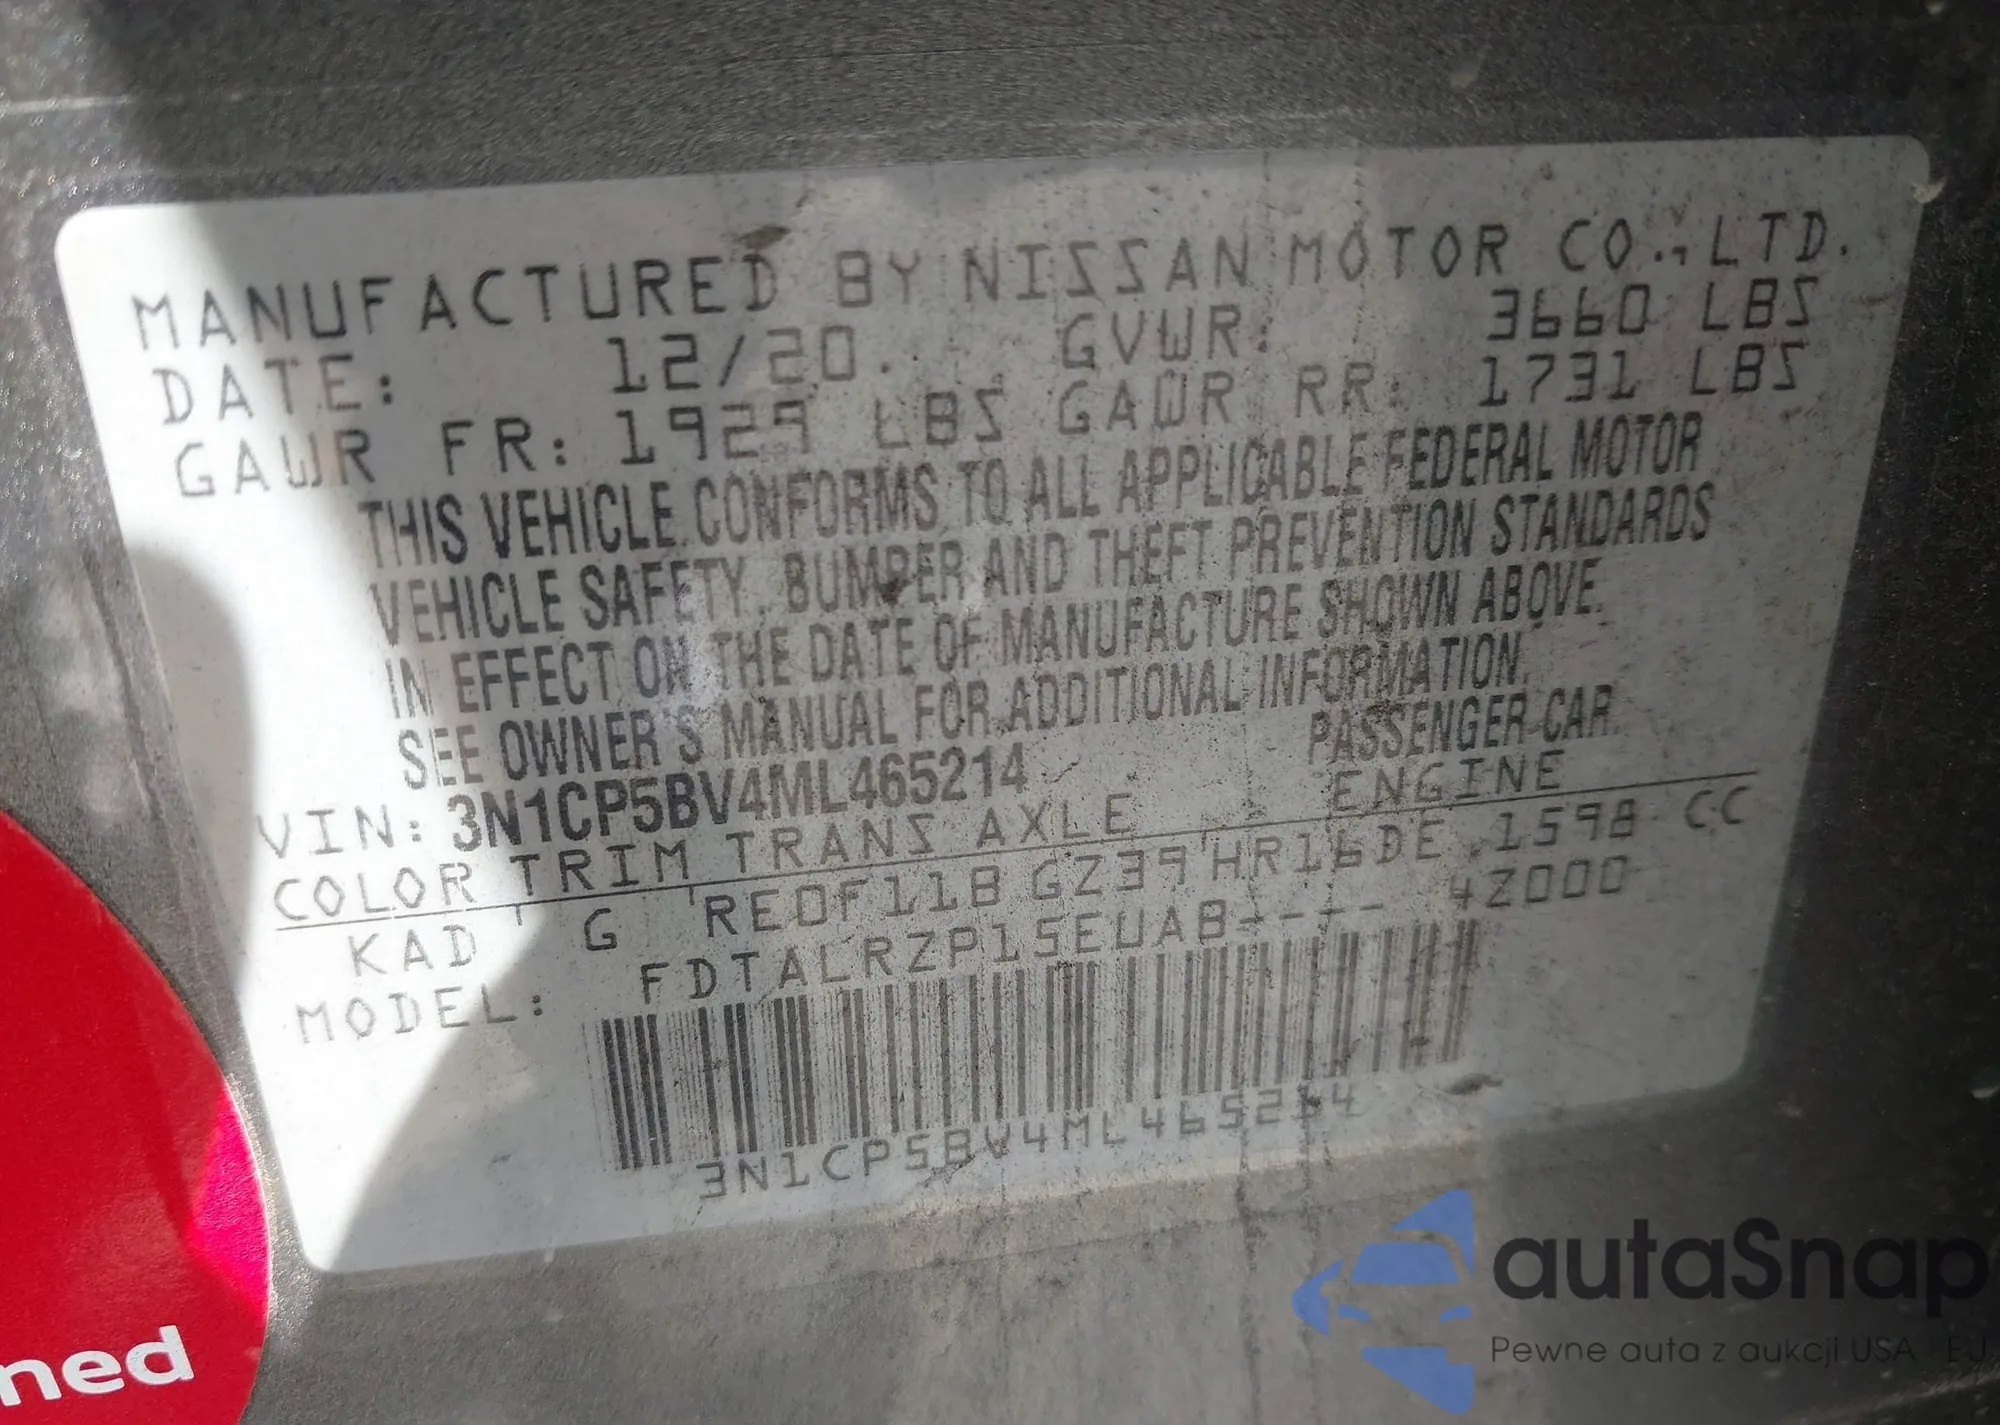 MANUFACTURED BY NISSAN MOTOR CO., LTD.
DATE: 12/20. GVWR: 3660 LBS
GAWR FR: 1929 LBS GAWR RR: 1731 LBS
THIS VEHICLE CONFORMS TO ALL APPLICABLE FEDERAL MOTOR
VEHICLE SAFETY, BUMPER AND THEFT PREVENTION STANDARDS
IN EFFECT ON THE DATE OF MANUFACTURE SHOWN ABOVE.
SEE OWNER'S MANUAL FOR ADDITIONAL INFORMATION.
VIN: 3N1CP5BV4ML465214 PASSENGER CAR
COLOR TRIM TRANS AXLE ENGINE
KAD G RE0F11B GZ39 HR16DE 1598 CC
MODEL: FDTALRZP15EUAB---- 4Z000
3N1CP5BV4ML465214
ned
autaSnap
Pewne auta z aukcji USA - EU